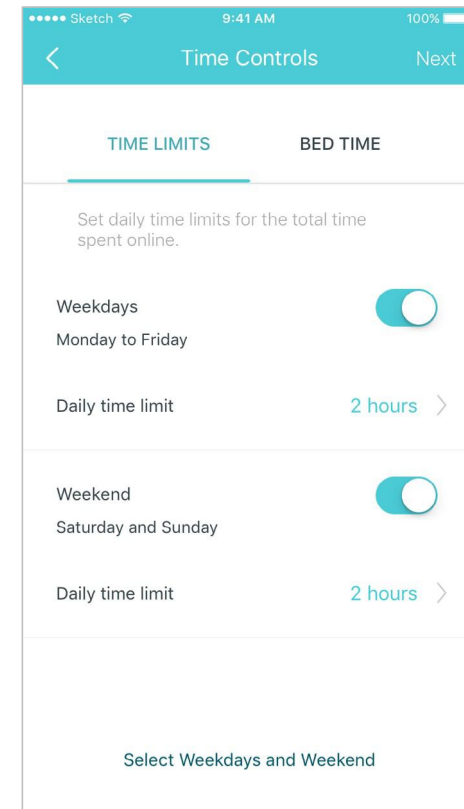 Sketch 9:41 AM 100%
Time Controls Next
TIME LIMITS BED TIME
Set daily time limits for the total time
spent online.
Weekdays
Monday to Friday
Daily time limit 2 hours
Weekend
Saturday and Sunday
Daily time limit 2 hours
Select Weekdays and Weekend